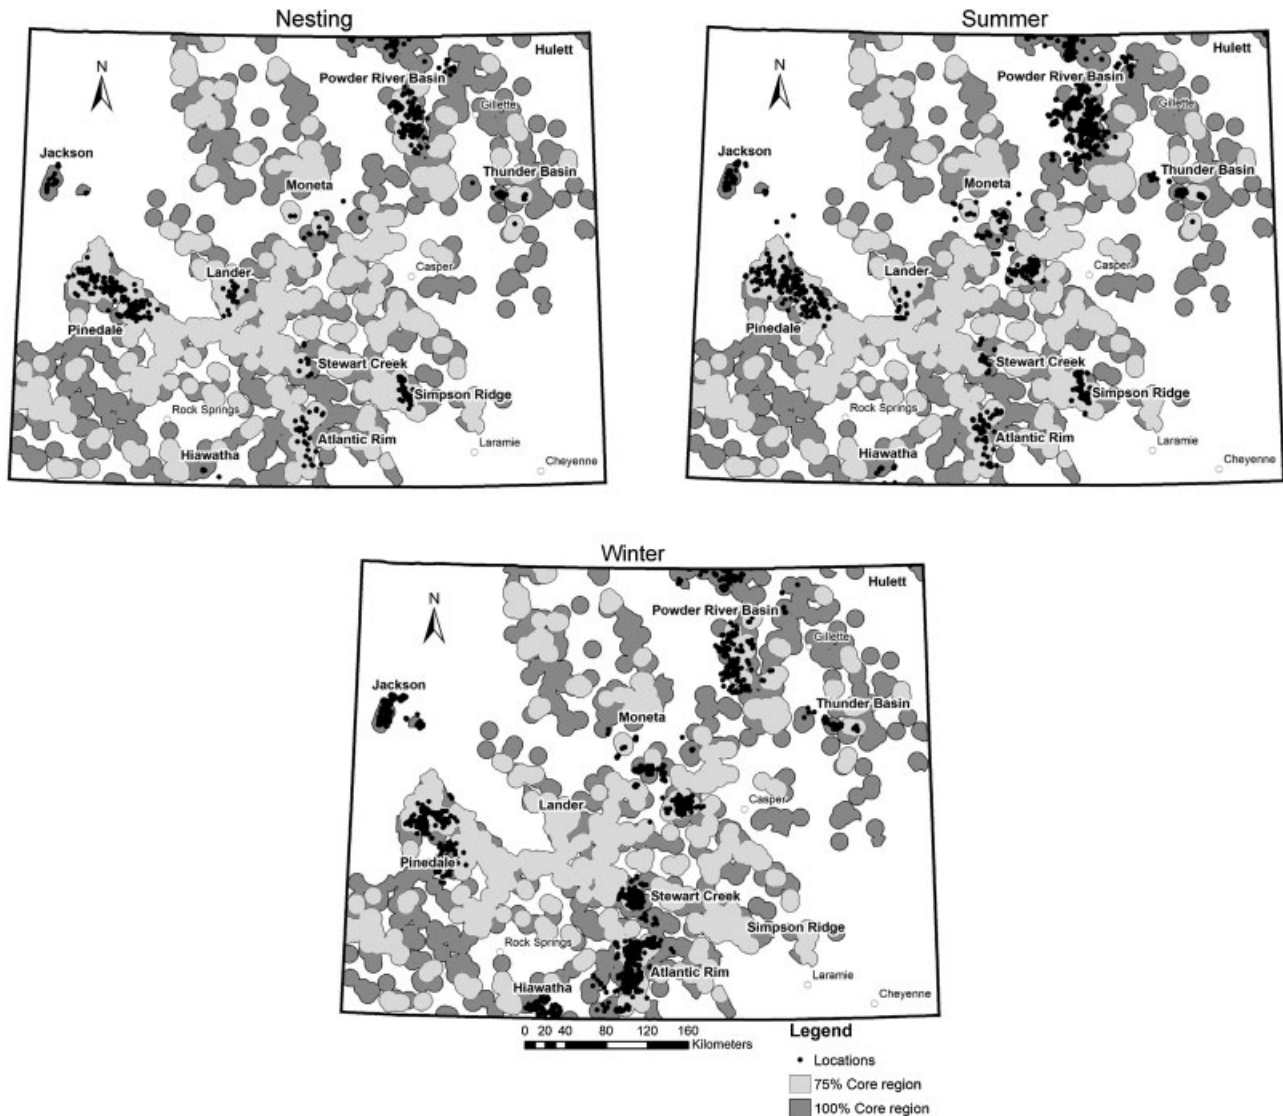 Nesting
Hulett
N
Powder River Basin
Gillette
Jackson
Thunder Basin
Moneta
Lander
Casper
Pinedale
Stewart Creek
Simpson Ridge
Rock Springs
Atlantic Rim
Laramie
Hiawatha
Cheyenne
Summer
Hulett
N
Powder River Basin
Gillette
Jackson
Thunder Basin
Moneta
Lander
Casper
Pinedale
Stewart Creek
Simpson Ridge
Rock Springs
Atlantic Rim
Laramie
Hiawatha
Cheyenne
Winter
Hulett
N
Powder River Basin
Gillette
Jackson
Thunder Basin
Moneta
Lander
Casper
Pinedale
Stewart Creek
Simpson Ridge
Rock Springs
Atlantic Rim
Laramie
Hiawatha
Cheyenne
0 20 40 80 120 160
Kilometers
Legend
Locations
75% Core region
100% Core region